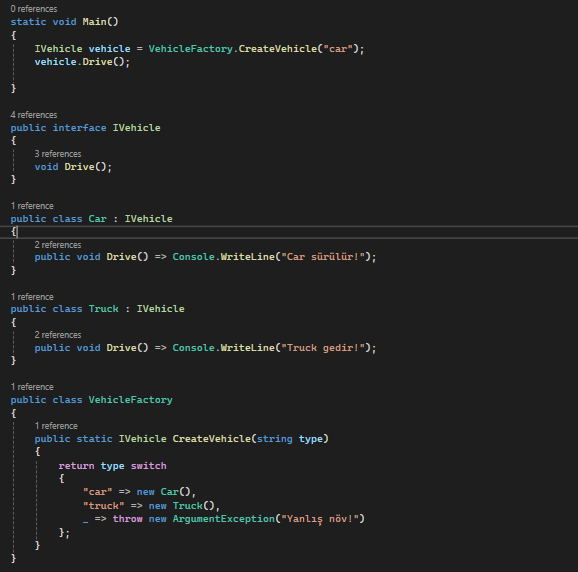 0 references
static void Main()
{
IVehicle vehicle = VehicleFactory.CreateVehicle("car");
vehicle.Drive();
}
4 references
public interface IVehicle
{
3 references
void Drive();
}
1 reference
public class Car : IVehicle
{
2 references
public void Drive() => Console.WriteLine("Car sürülür!");
}
1 reference
public class Truck : IVehicle
{
2 references
public void Drive() => Console.WriteLine("Truck gedir!");
}
1 reference
public class VehicleFactory
{
1 reference
public static IVehicle CreateVehicle(string type)
{
return type switch
{
"car" => new Car(),
"truck" => new Truck(),
_ => throw new ArgumentException("Yanlış növ!")
};
}
}